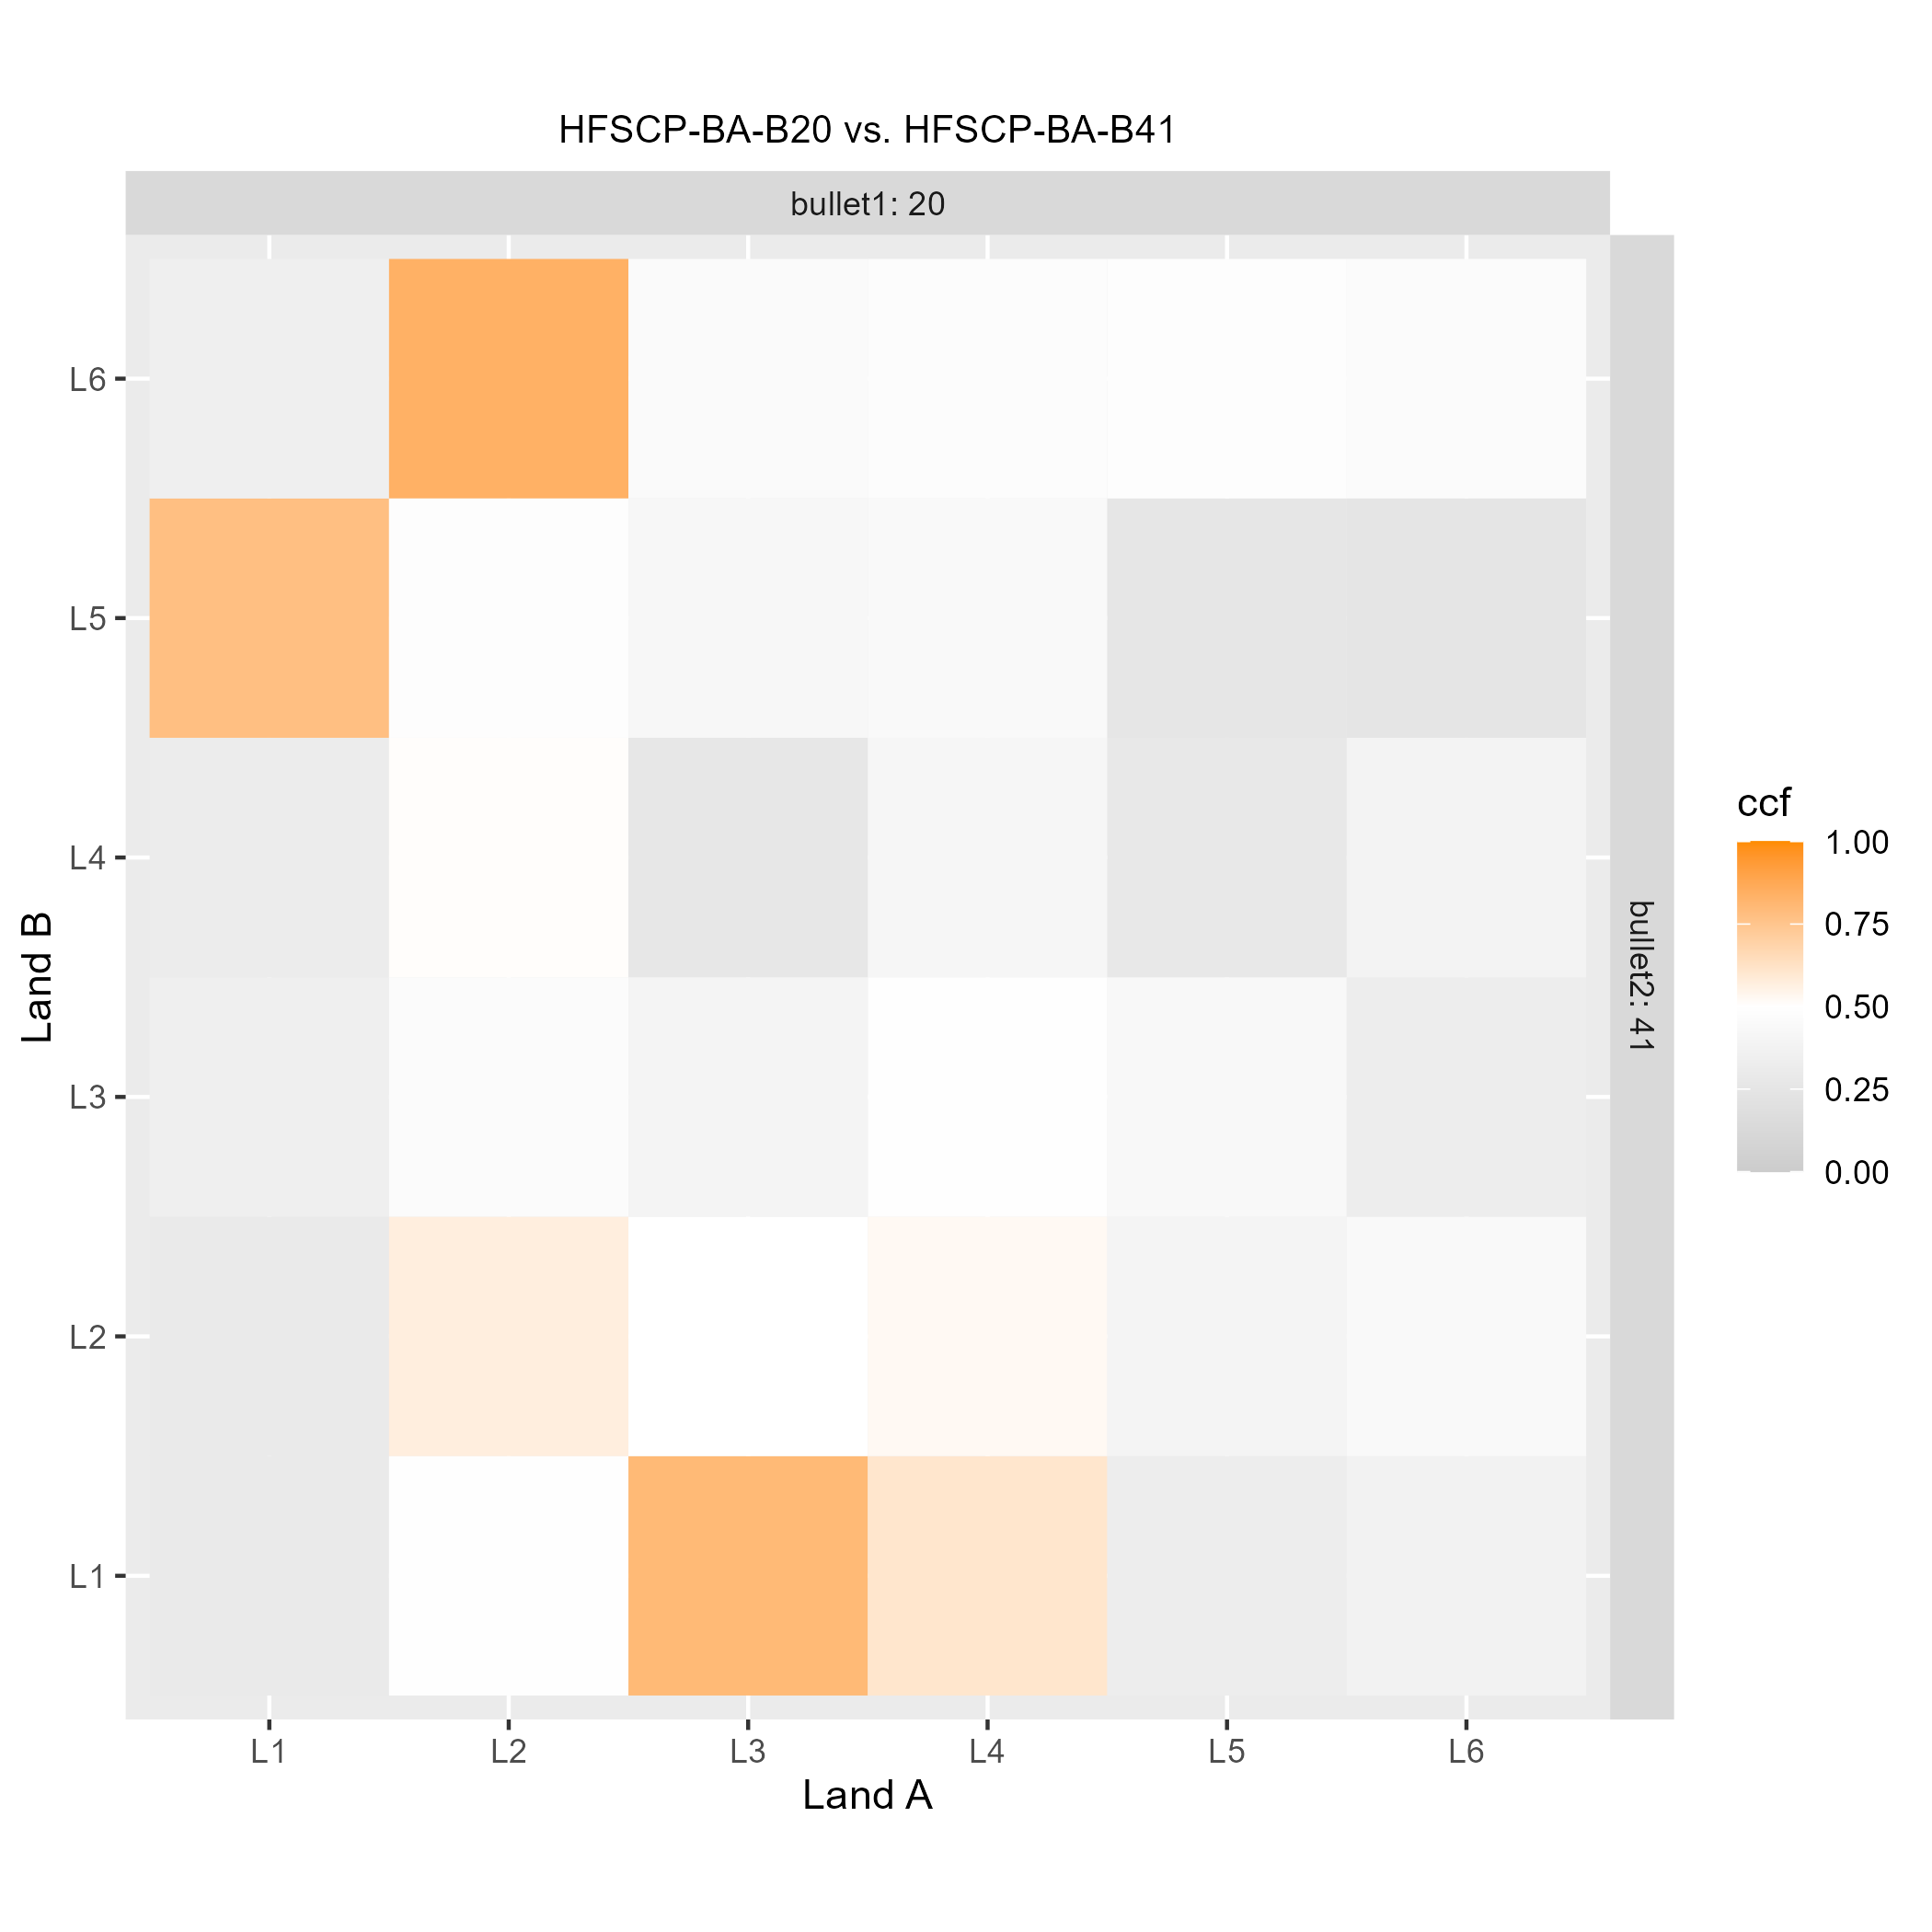 HFSCP-BA-B20 vs. HFSCP-BA-B41
bullet1: 20
L6
L5
L4
L3
L2
L1
Land B
bullet2: 41
L1 L2 L3 L4 L5 L6
Land A
ccf
1.00
0.75
0.50
0.25
0.00